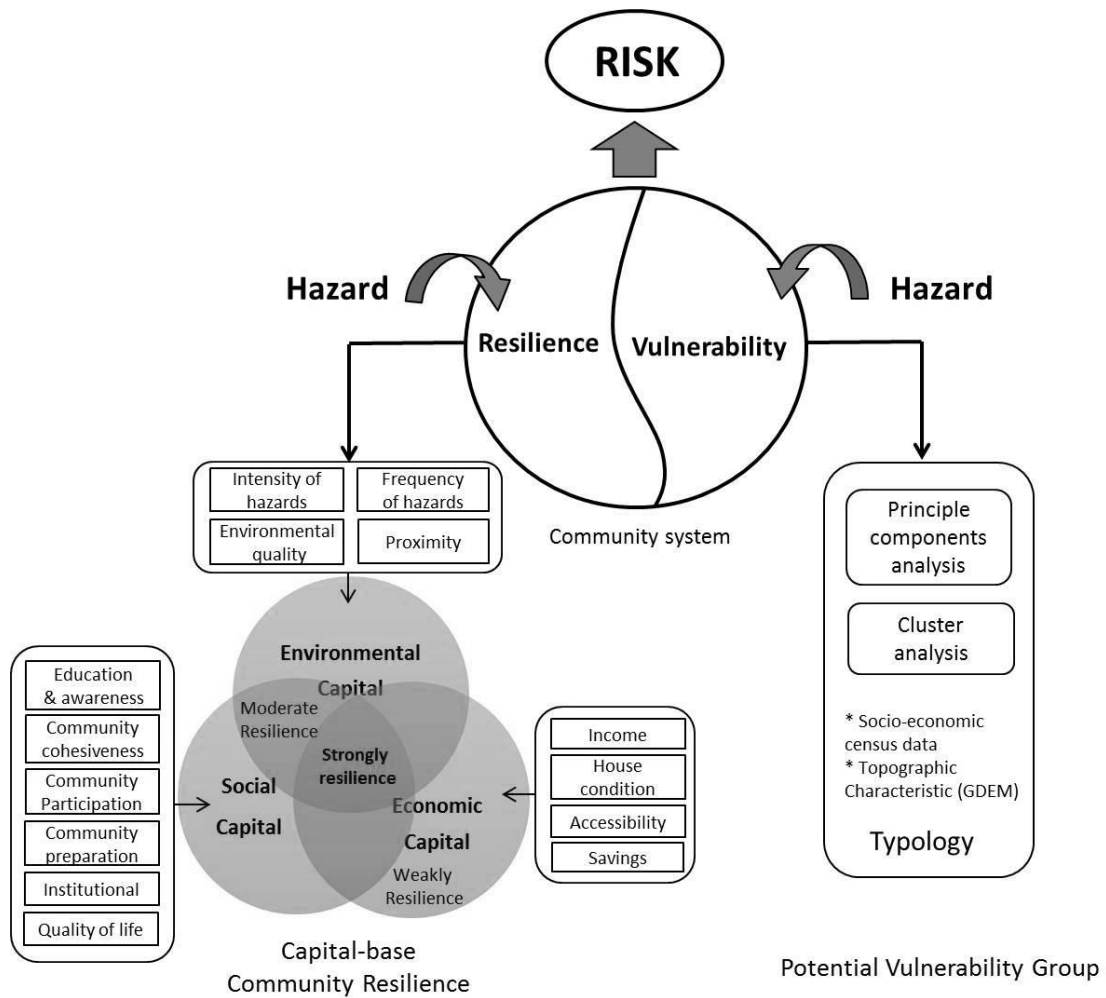 RISK
Hazard
Hazard
Resilience
Vulnerability
Community system
Intensity of
hazards
Frequency
of hazards
Environmental
quality
Proximity
Environmental
Capital
Moderate
Resilience
Strongly
resilience
Social
Capital
Economic
Capital
Weakly
Resilience
Education
& awareness
Community
cohesiveness
Community
Participation
Community
preparation
Institutional
Quality of life
Income
House
condition
Accessibility
Savings
Capital-base
Community Resilience
Principle
components
analysis
Cluster
analysis
* Socio-economic
census data
* Topographic
Characteristic (GDEM)
Typology
Potential Vulnerability Group